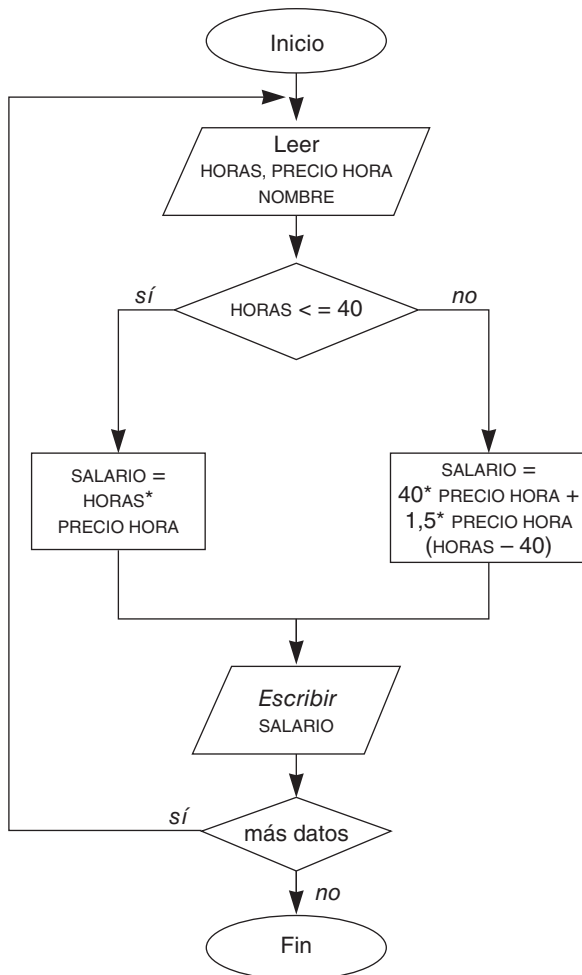 Inicio
Leer
HORAS, PRECIO HORA
NOMBRE
sí
HORAS < = 40
no
SALARIO =
HORAS*
PRECIO HORA
SALARIO =
40* PRECIO HORA +
1,5* PRECIO HORA
(HORAS – 40)
Escribir
SALARIO
sí
más datos
no
Fin